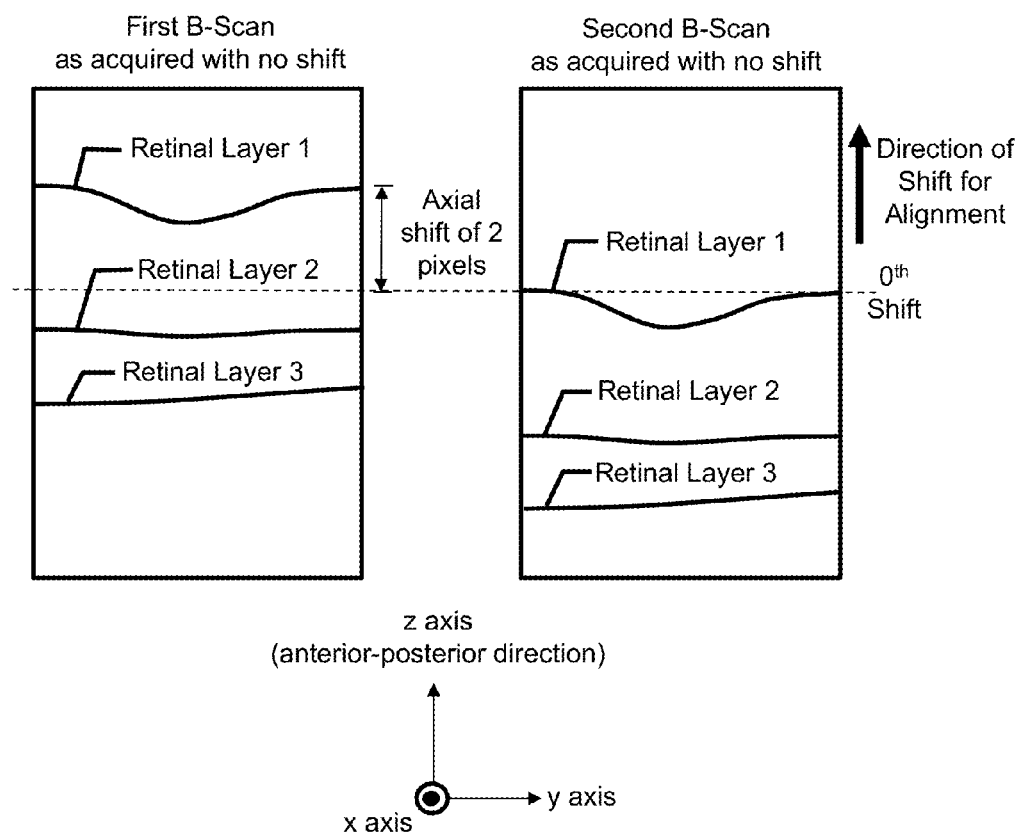 First B-Scan
as acquired with no shift
Second B-Scan
as acquired with no shift
Retinal Layer 1
Axial
shift of 2
pixels
Direction of
Shift for
Alignment
Retinal Layer 1
Retinal Layer 2
0th
Shift
Retinal Layer 3
Retinal Layer 2
Retinal Layer 3
z axis
(anterior-posterior direction)
y axis
x axis